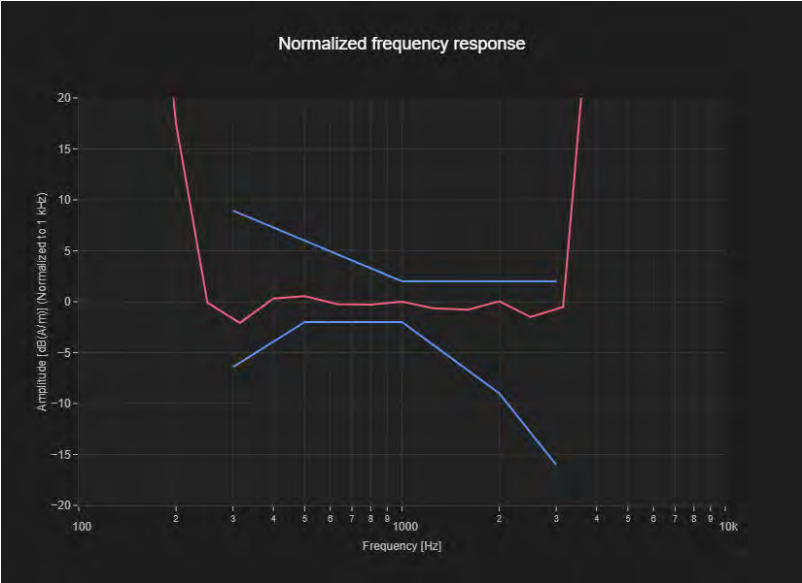 Normalized frequency response
Amplitude [dB(A/m)] (Normalized to 1 kHz)
20
15
10
5
0
−5
−10
−15
−20
100 2 3 4 5 6 7 8 9 1000 2 3 4 5 6 7 8 9 10k
Frequency [Hz]